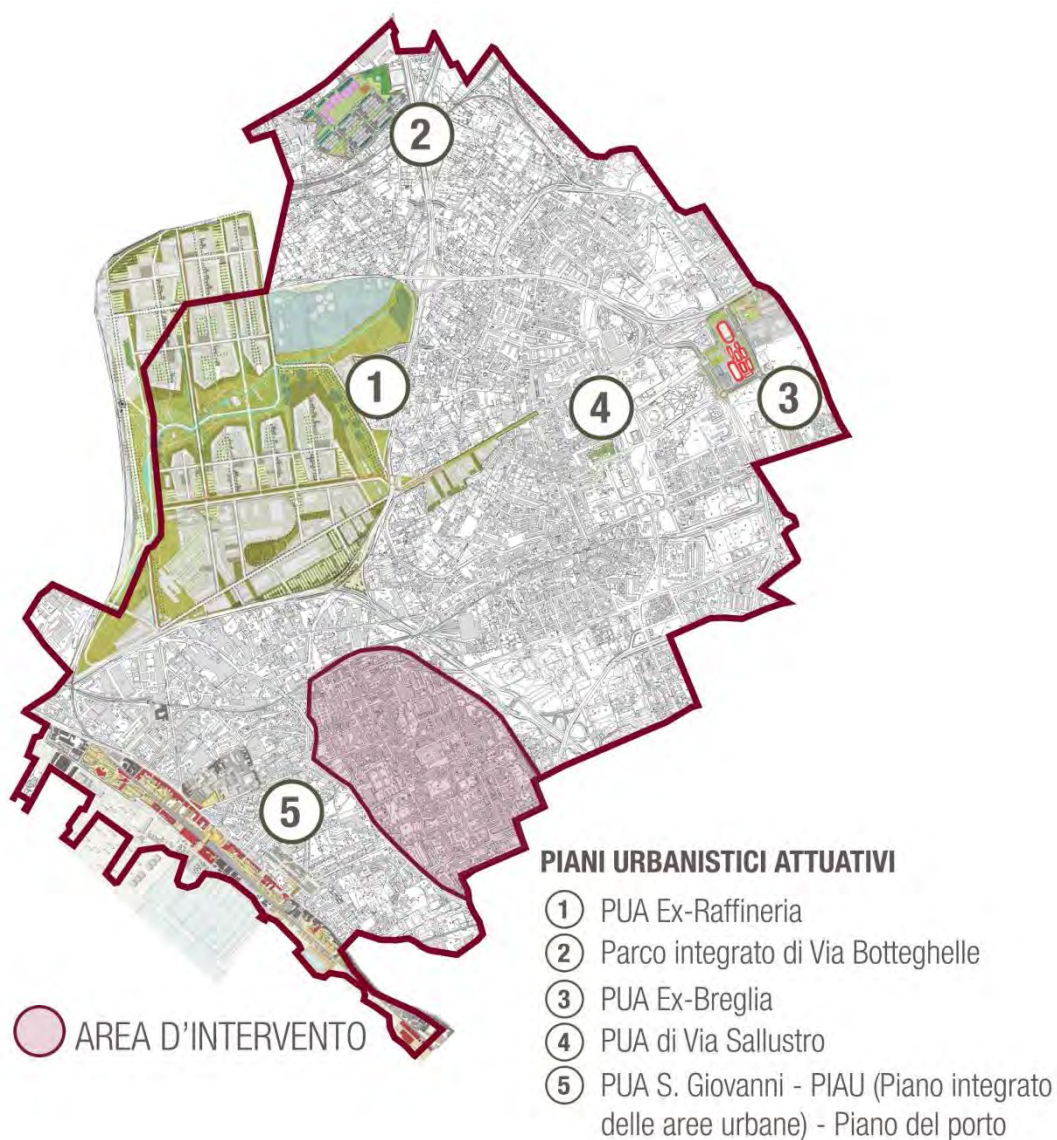 2
1
3
4
5
AREA D'INTERVENTO
PIANI URBANISTICI ATTUATIVI
1 PUA Ex-Raffineria
2 Parco integrato di Via Botteghelle
3 PUA Ex-Breglia
4 PUA di Via Sallustro
5 PUA S. Giovanni - PIAU (Piano integrato
delle aree urbane) - Piano del porto